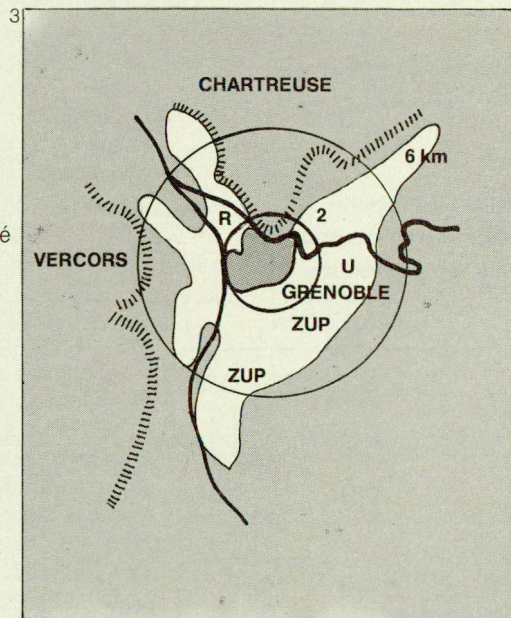 3
CHARTREUSE
6 km
R
2
é
VERCORS
U
GRENOBLE
ZUP
ZUP